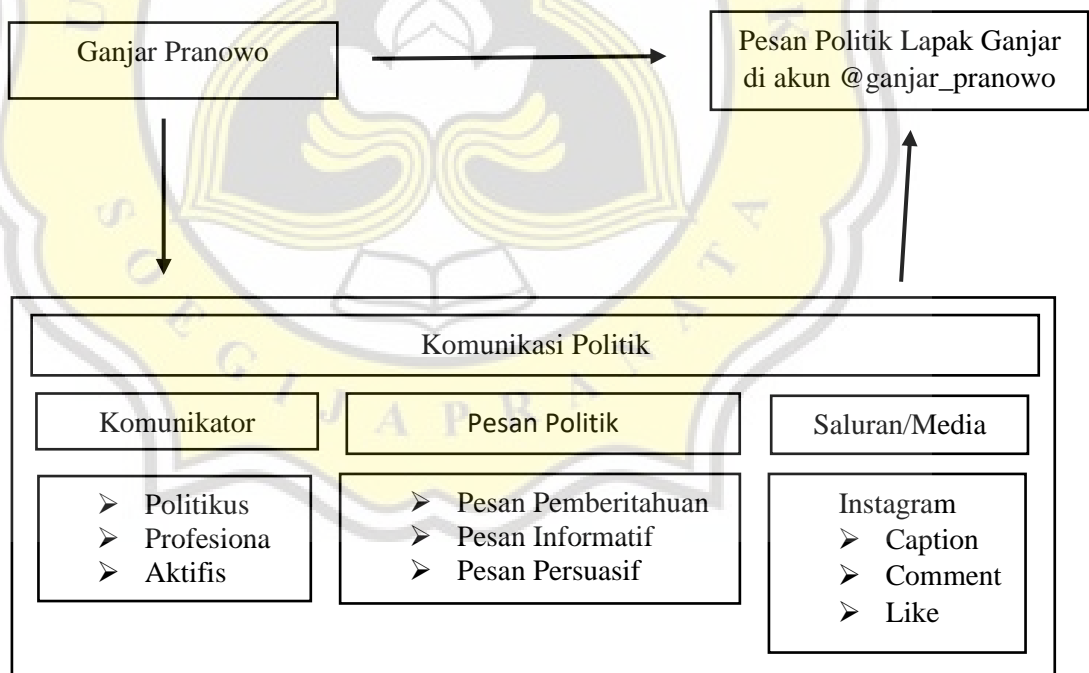 Ganjar Pranowo
Pesan Politik Lapak Ganjar
di akun @ganjar_pranowo
Komunikasi Politik
Komunikator
Pesan Politik
Saluran/Media
➢ Politikus
➢ Profesiona
➢ Aktifis
➢ Pesan Pemberitahuan
➢ Pesan Informatif
➢ Pesan Persuasif
Instagram
➢ Caption
➢ Comment
➢ Like
U
K
SOEGIJAPRANATA